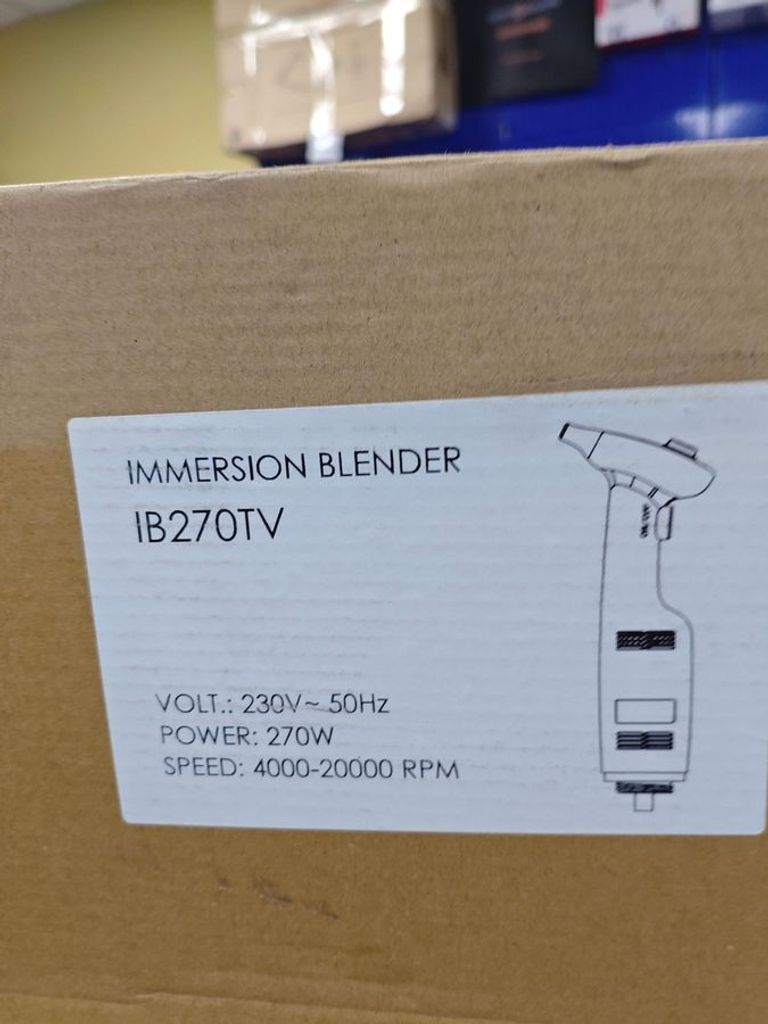 IMMERSION BLENDER
IB270TV
VOLT.: 230V~ 50Hz
POWER: 270W
SPEED: 4000-20000 RPM